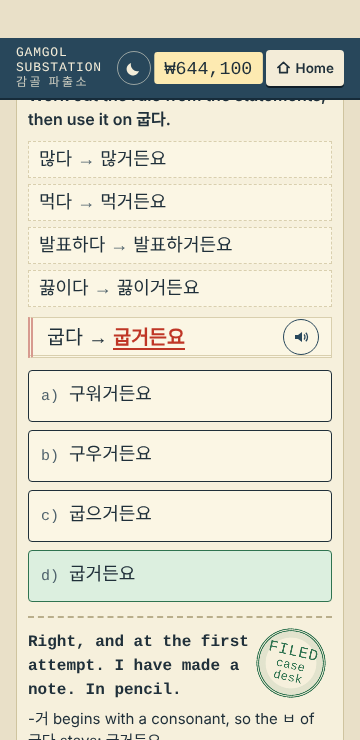 GAMGOL
SUBSTATION
감골 파출소
₩644,100
Home
then use it on 굽다.
많다 → 많거든요
먹다 → 먹거든요
발표하다 → 발표하거든요
끓이다 → 끓이거든요
굽다 → 굽거든요
a) 구워거든요
b) 구우거든요
c) 굽으거든요
d) 굽거든요
Right, and at the first
attempt. I have made a
note. In pencil.
FILED
case
desk
-거 begins with a consonant, so the ㅂ of